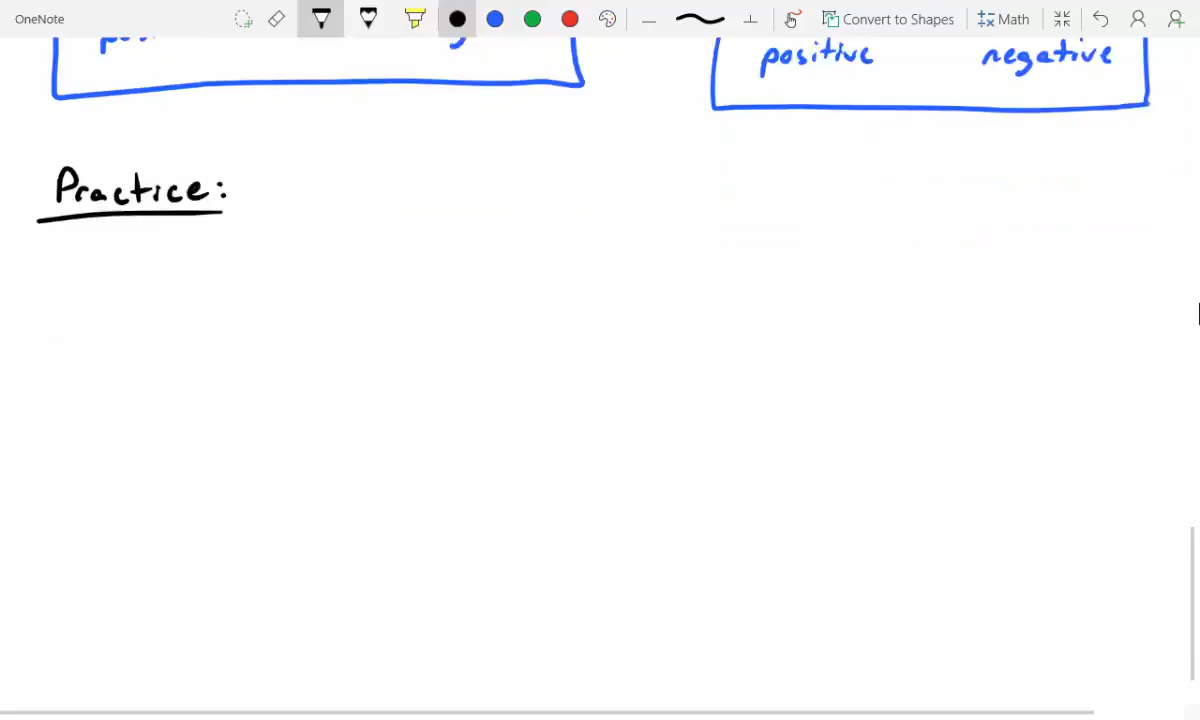 OneNote
Convert to Shapes
Math
positive negative
Practice: